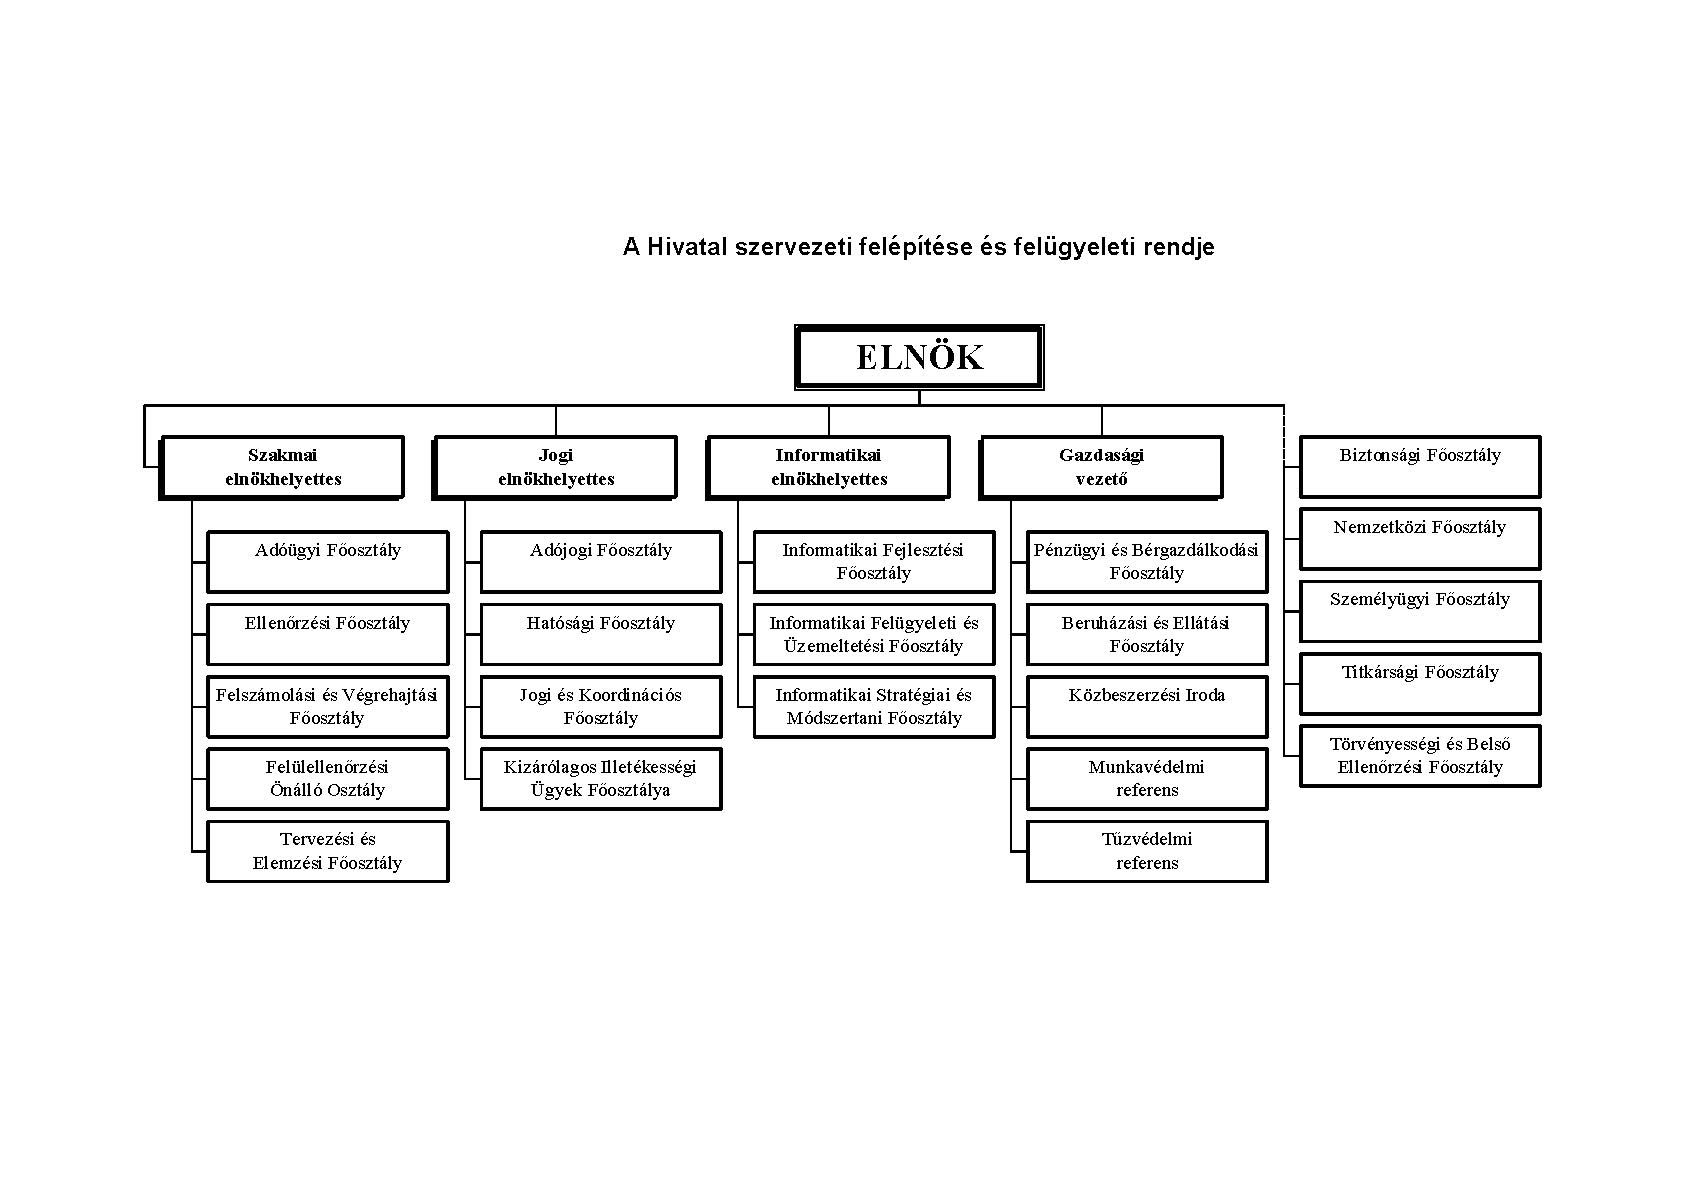 A Hivatal szervezeti felépítése és felügyeleti rendje
ELNÖK
Szakmai
elnökhelyettes
Adóügyi Főosztály
Ellenőrzési Főosztály
Felszámolási és Végrehajtási
Főosztály
Felülellenőrzési
Önálló Osztály
Tervezési és
Elemzési Főosztály
Jogi
elnökhelyettes
Adójogi Főosztály
Hatósági Főosztály
Jogi és Koordinációs
Főosztály
Kizárólagos Illetékességi
Ügyek Főosztálya
Informatikai
elnökhelyettes
Informatikai Fejlesztési
Főosztály
Informatikai Felügyeleti és
Üzemeltetési Főosztály
Informatikai Stratégiai és
Módszertani Főosztály
Gazdasági
vezető
Pénzügyi és Bérgazdálkodási
Főosztály
Beruházási és Ellátási
Főosztály
Közbeszerzési Iroda
Munkavédelmi
referens
Tűzvédelmi
referens
Biztonsági Főosztály
Nemzetközi Főosztály
Személyügyi Főosztály
Titkársági Főosztály
Törvényességi és Belső
Ellenőrzési Főosztály